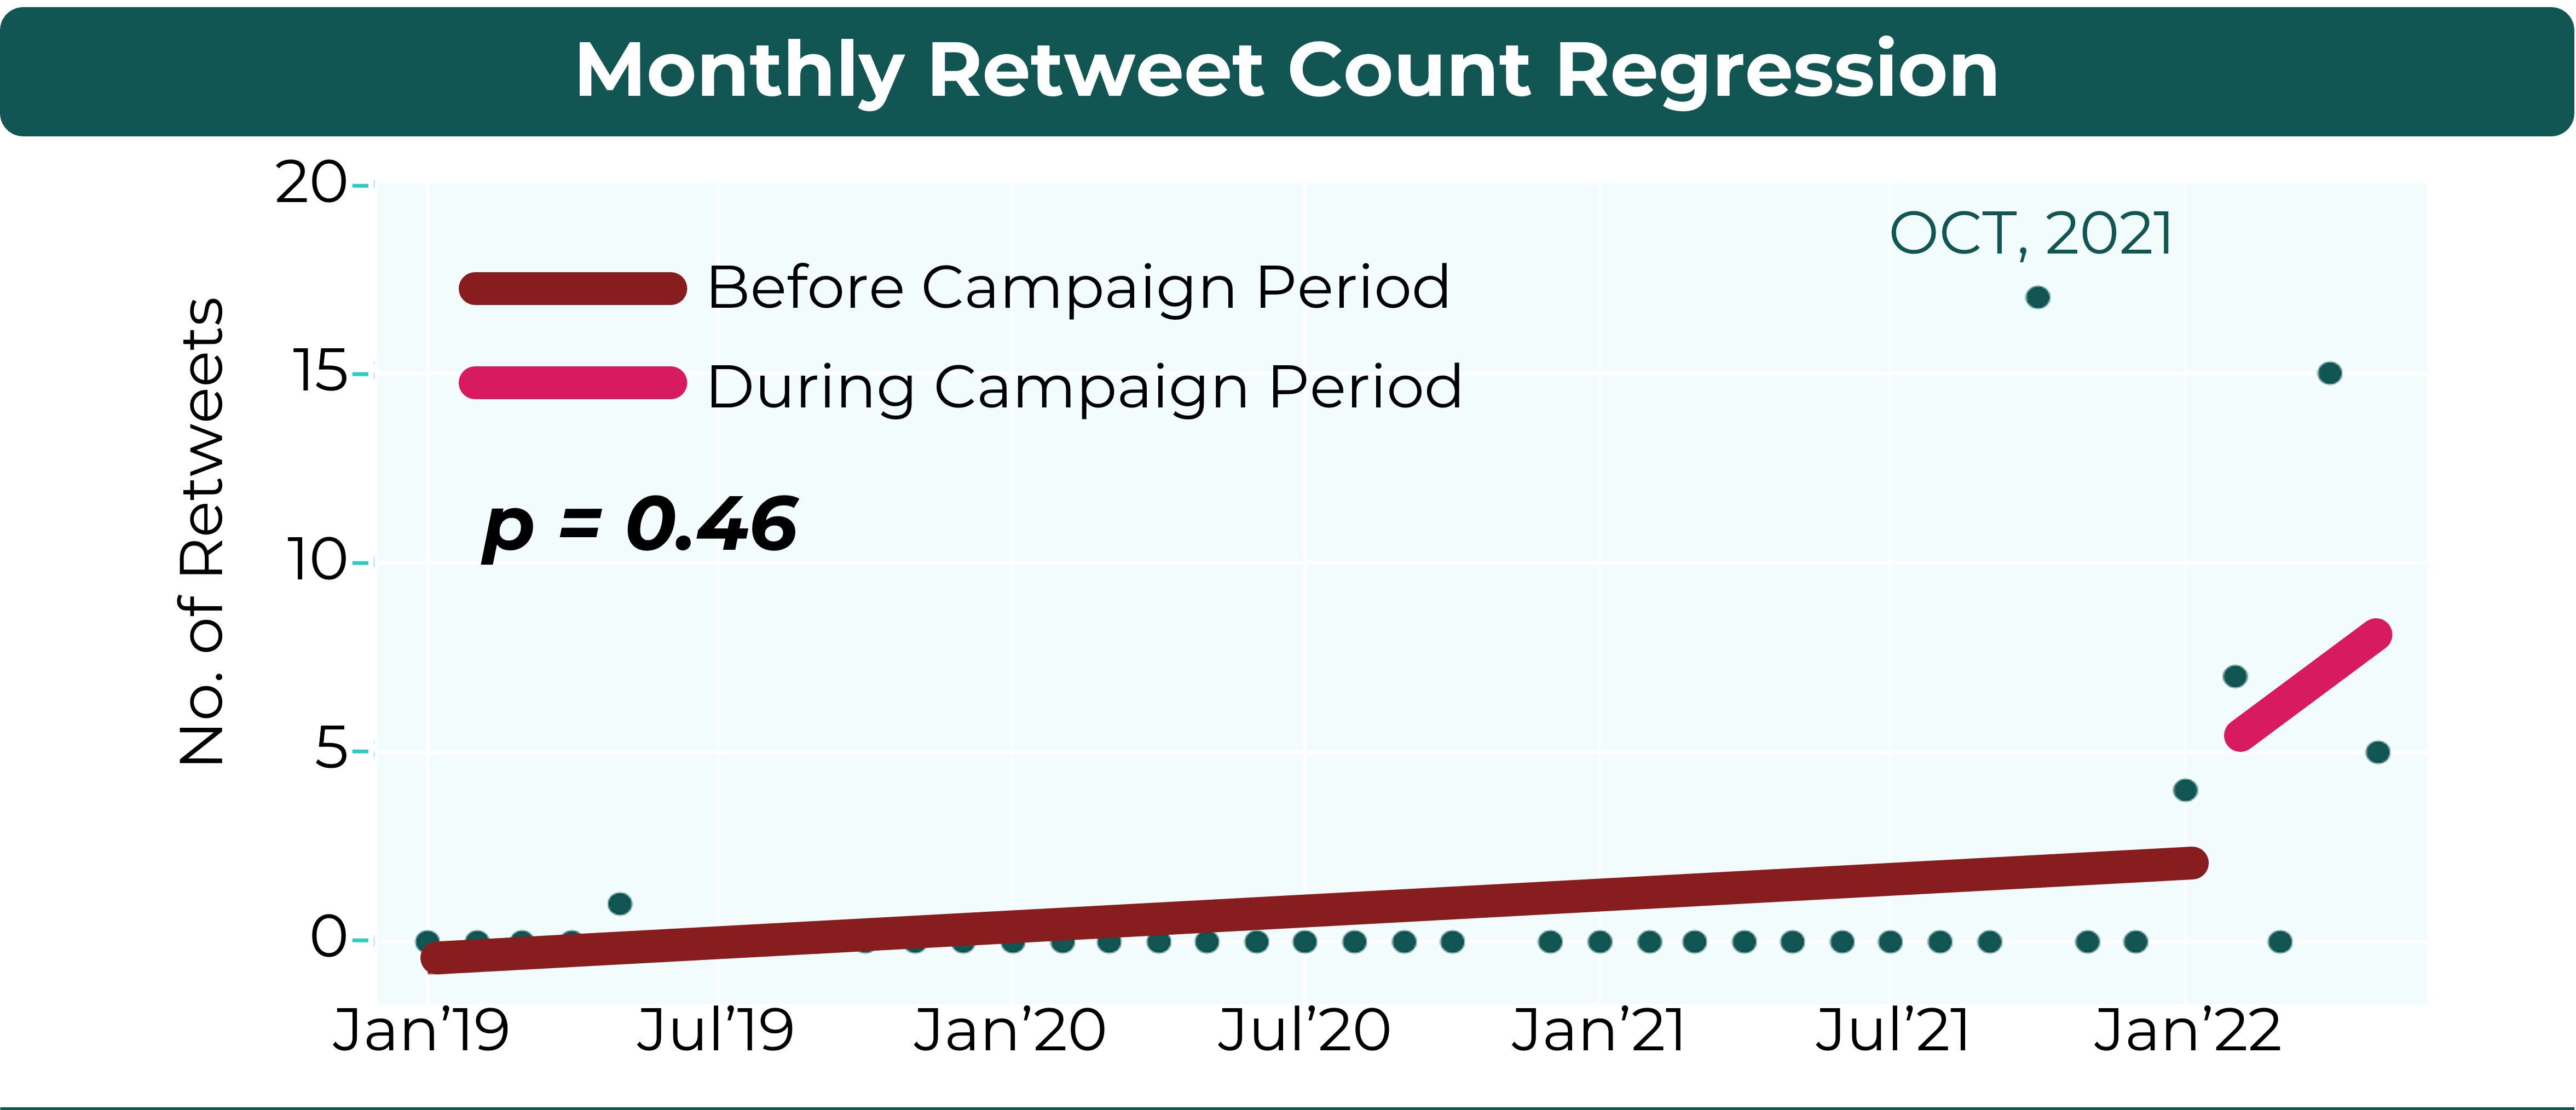 Monthly Retweet Count Regression
20
15
10
5
0
No. of Retweets
OCT, 2021
Before Campaign Period
During Campaign Period
p = 0.46
Jan’19 Jul’19 Jan’20 Jul’20 Jan’21 Jul’21 Jan’22